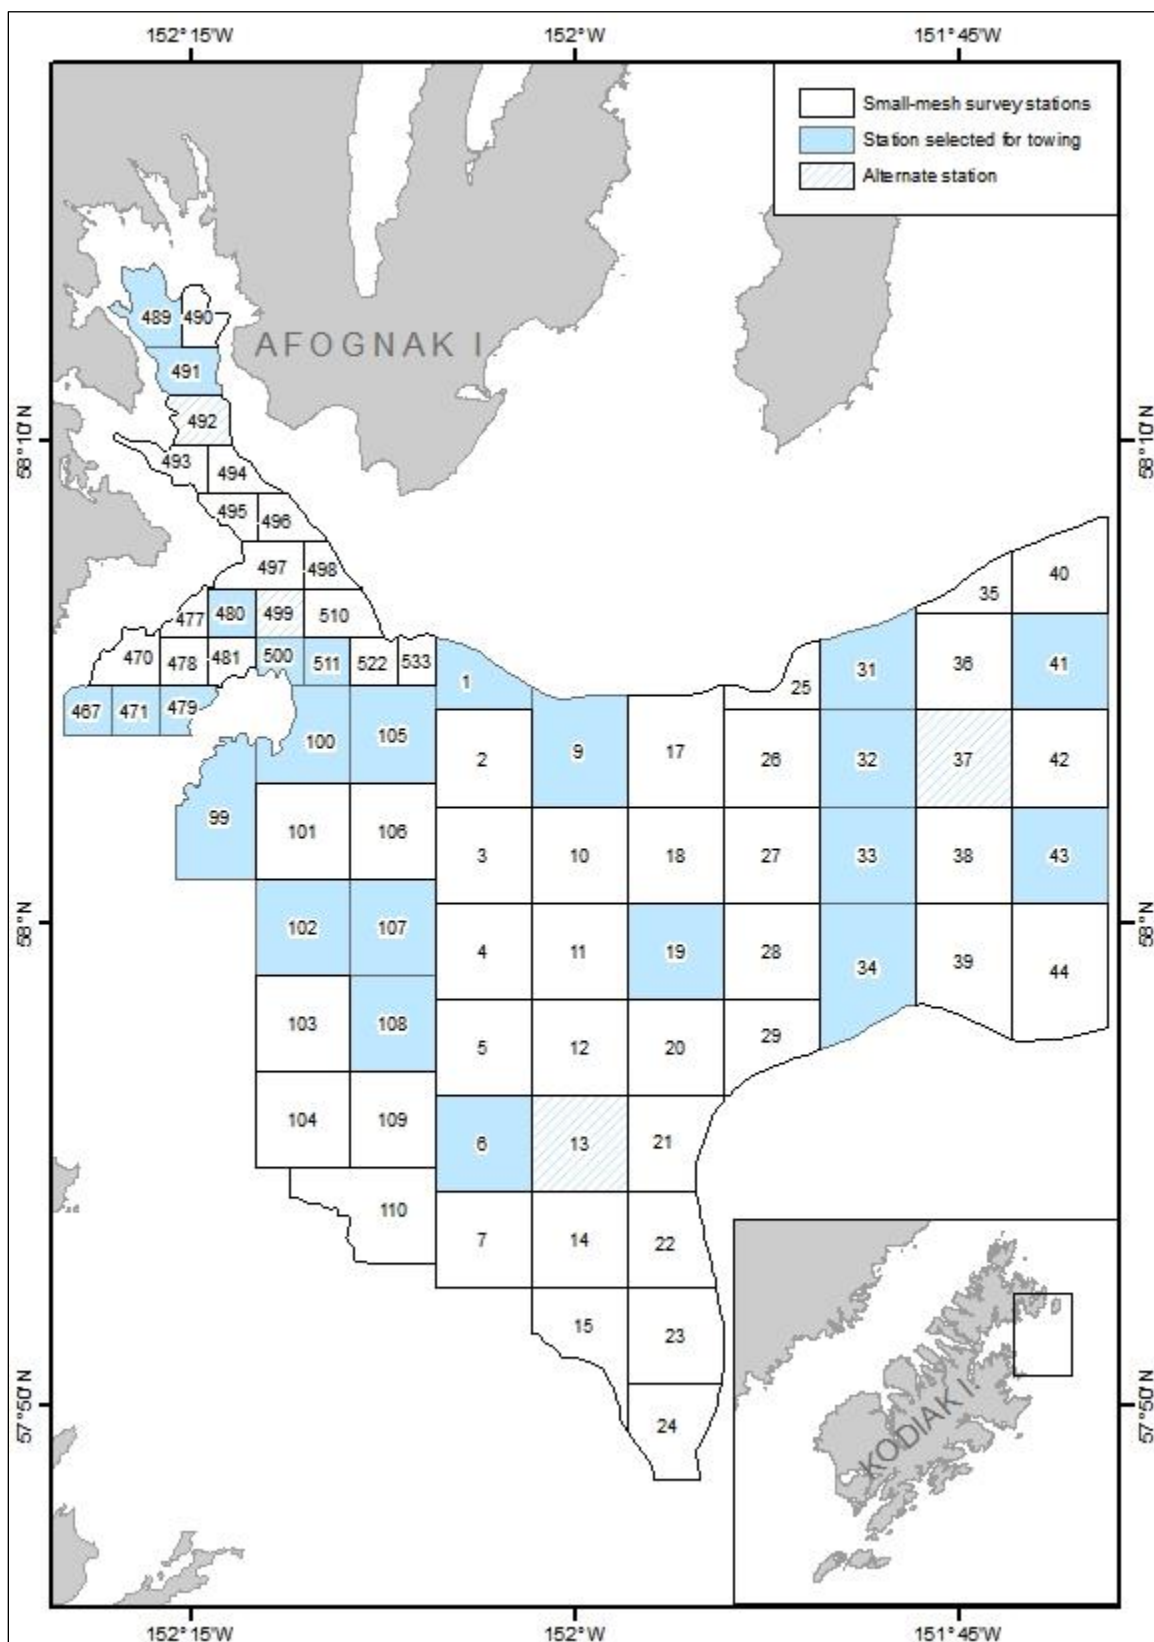 152°15'W 152°W 151°45'W
Small-mesh survey stations
Station selected for towing
Alternate station
489 490
AFOGNAK I.
491
58°10'N 492 58°10'N
493 494
495 496
497 498
40
35
477 480 499 510
470 478 481 500 511 522 533
36 41
31
1 25
467 471 479
100 105
2 9 17 26 32 37 42
99
101 106
3 10 18 27 33 38 43
58°N 102 107 58°N
4 11 19 28 34 39 44
103 108
5 12 20 29
104 109
6 13 21
110
7 14 22
15 23
57°50'N 24 57°50'N
KODIAK I.
152°15'W 152°W 151°45'W